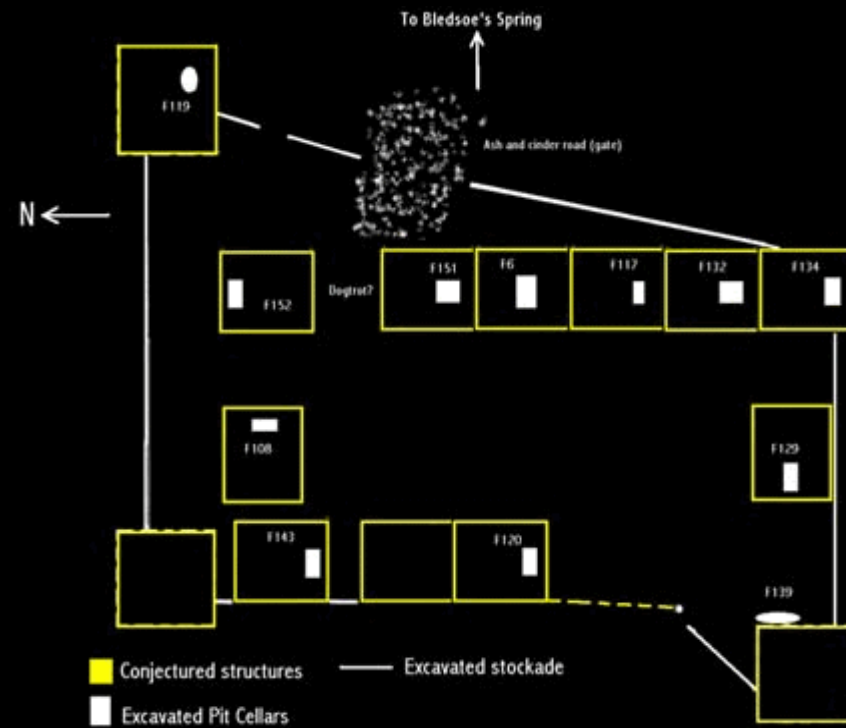 To Bledsoe's Spring
F119
Ash and cinder road (gate)
N
F151
F6
F117
F132
F134
Dogtrot?
F152
F108
F129
F143
F120
F139
Conjectured structures
Excavated stockade
Excavated Pit Cellars